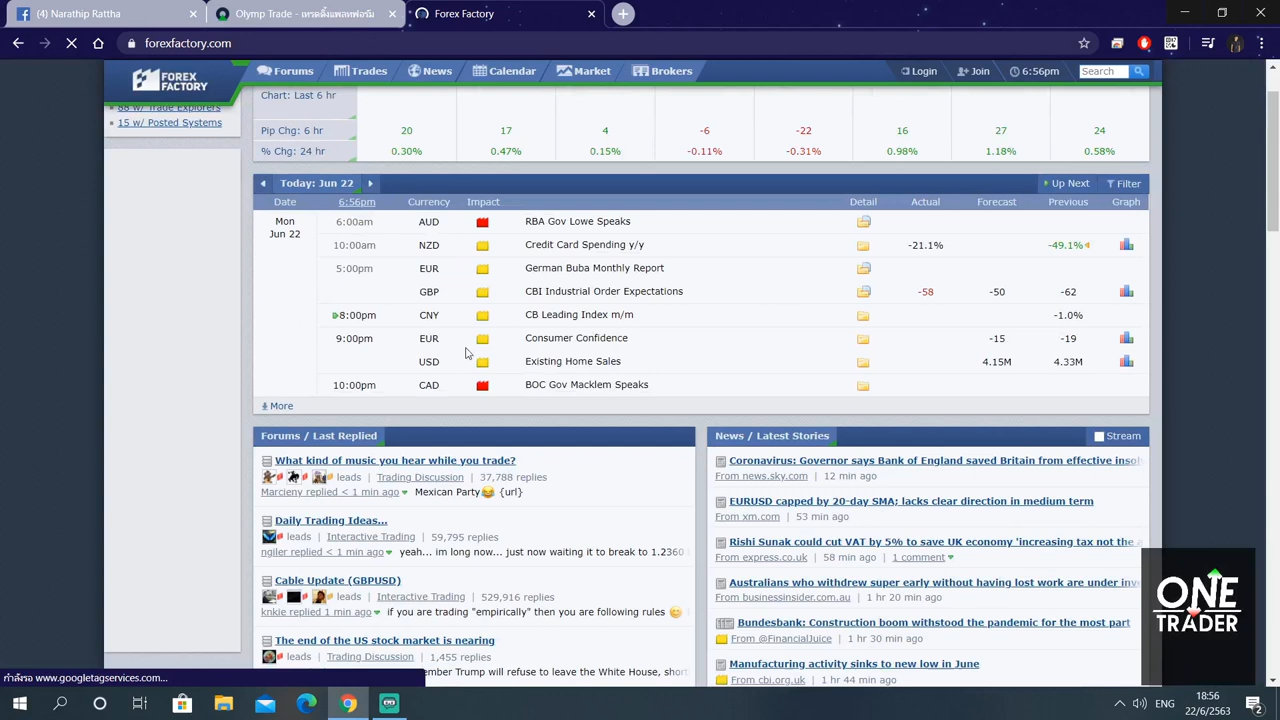 (4) Narathip Rattha
Olymp Trade - เทรดดิ้งแพลทฟอร์ม
Forex Factory
forexfactory.com
FOREX FACTORY
Forums
Trades
News
Calendar
Market
Brokers
Login
Join
6:56pm
Search
88 w/ Trade Explorers
15 w/ Posted Systems
Chart: Last 6 hr
Pip Chg: 6 hr 20 17 4 -6 -22 16 27 24
% Chg: 24 hr 0.30% 0.47% 0.15% -0.11% -0.31% 0.98% 1.18% 0.58%
Today: Jun 22 Up Next Filter
Date 6:56pm Currency Impact Detail Actual Forecast Previous Graph
Mon Jun 22 6:00am AUD RBA Gov Lowe Speaks
10:00am NZD Credit Card Spending y/y -21.1% -49.1%
5:00pm EUR German Buba Monthly Report
GBP CBI Industrial Order Expectations -58 -50 -62
8:00pm CNY CB Leading Index m/m -1.0%
9:00pm EUR Consumer Confidence -15 -19
USD Existing Home Sales 4.15M 4.33M
10:00pm CAD BOC Gov Macklem Speaks
More
Forums / Last Replied
What kind of music you hear while you trade?
leads | Trading Discussion | 37,788 replies
Marcieny replied < 1 min ago Mexican Party {url}
Daily Trading Ideas...
leads | Interactive Trading | 59,795 replies
ngiler replied < 1 min ago yeah... im long now... just now waiting it to break to 1.2360
Cable Update (GBPUSD)
leads | Interactive Trading | 529,916 replies
knkie replied 1 min ago if you are trading "empirically" then you are following rules
The end of the US stock market is nearing
leads | Trading Discussion | 1,455 replies
ember Trump will refuse to leave the White House, short
News / Latest Stories Stream
Coronavirus: Governor says Bank of England saved Britain from effective inso
From news.sky.com | 12 min ago
EURUSD capped by 20-day SMA; lacks clear direction in medium term
From xm.com | 53 min ago
Rishi Sunak could cut VAT by 5% to save UK economy 'increasing tax not the a
From express.co.uk | 58 min ago | 1 comment
Australians who withdrew super early without having lost work are under inv
From businessinsider.com.au | 1 hr 20 min ago
Bundesbank: Construction boom withstood the pandemic for the most part
From @FinancialJuice | 1 hr 30 min ago
Manufacturing activity sinks to new low in June
From cbi.org.uk | 1 hr 44 min ago
ONE
TRADER
กำลังรอ www.googletagservices.com...
ENG
18:56
22/6/2563
2